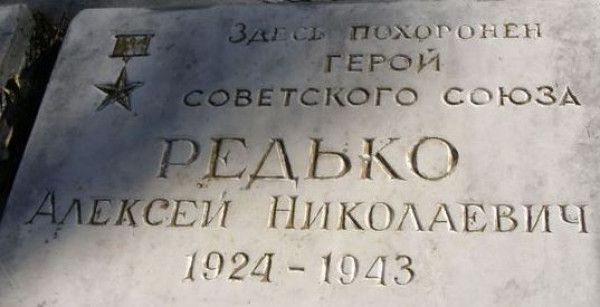 Здесь похоронен
Герой
Советского Союза
Редько
Алексей Николаевич
1924 - 1943